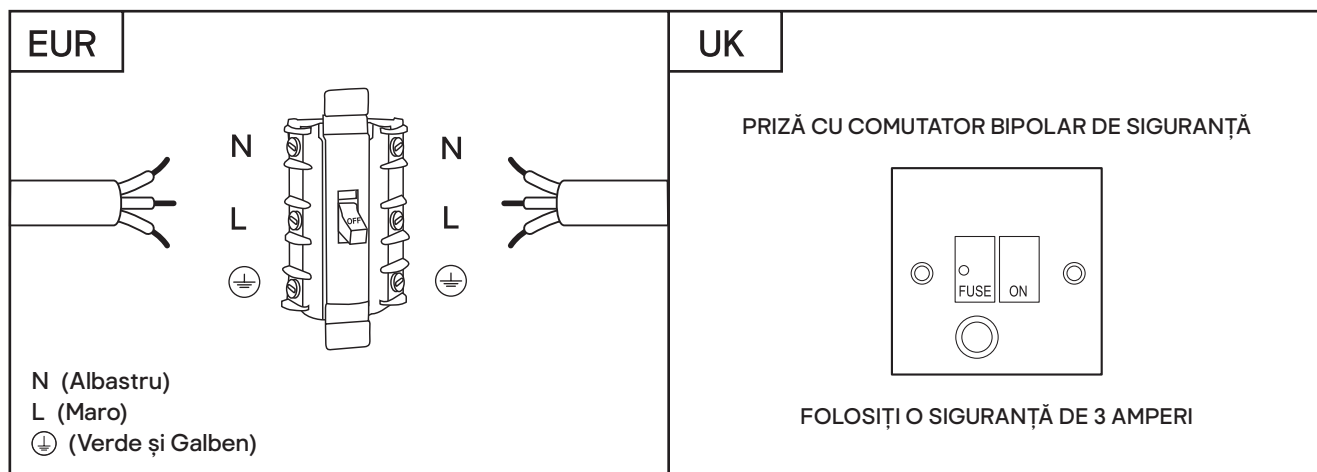 EUR
N
N
L
OFF
L
N (Albastru)
L (Maro)
(Verde și Galben)
UK
PRIZĂ CU COMUTATOR BIPOLAR DE SIGURANȚĂ
FUSE
ON
FOLOSIȚI O SIGURANȚĂ DE 3 AMPERI